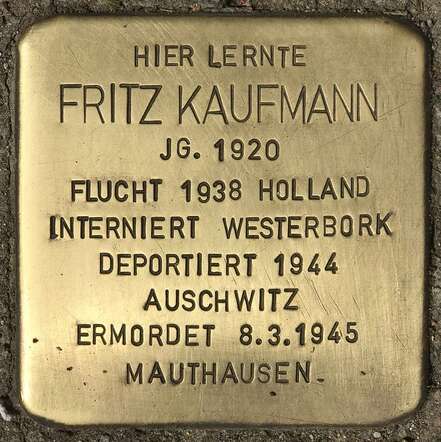 HIER LERNTE
FRITZ KAUFMANN
JG. 1920
FLUCHT 1938 HOLLAND
INTERNIERT WESTERBORK
DEPORTIERT 1944
AUSCHWITZ
ERMORDET 8.3.1945
MAUTHAUSEN